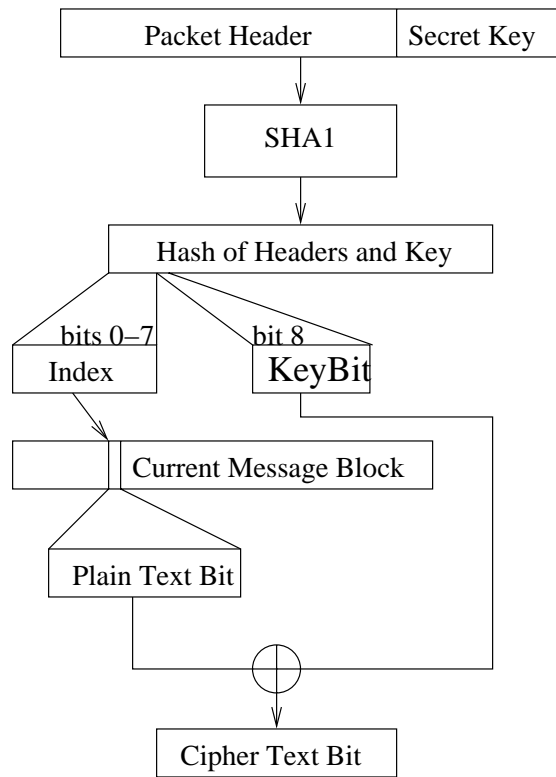 Packet Header
Secret Key
SHA1
Hash of Headers and Key
bits 0–7
bit 8
Index
KeyBit
Current Message Block
Plain Text Bit
Cipher Text Bit